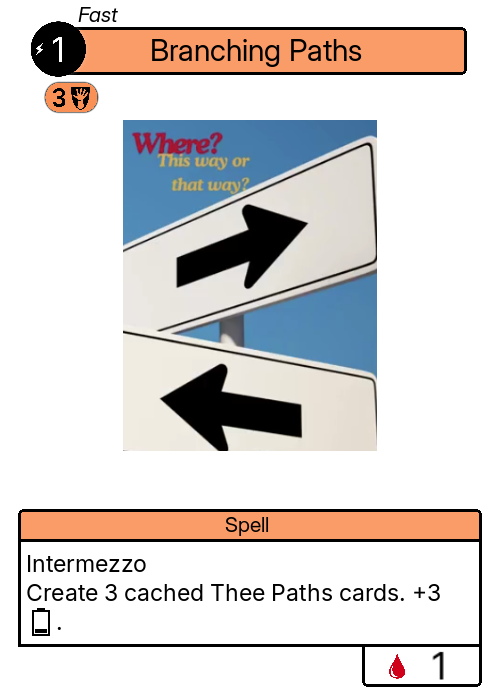 Fast
1
Branching Paths
3
Where?
This way or
that way?
Spell
Intermezzo
Create 3 cached Thee Paths cards. +3
.
1